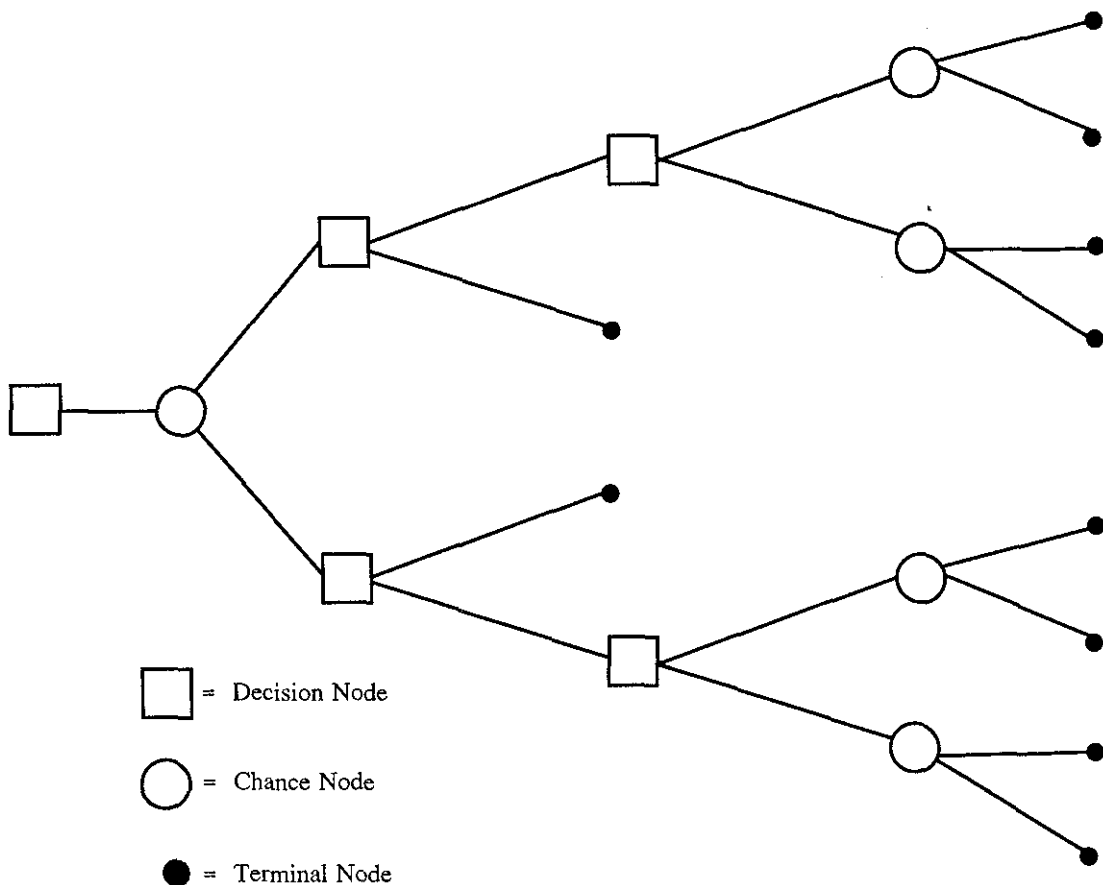 = Decision Node
= Chance Node
= Terminal Node